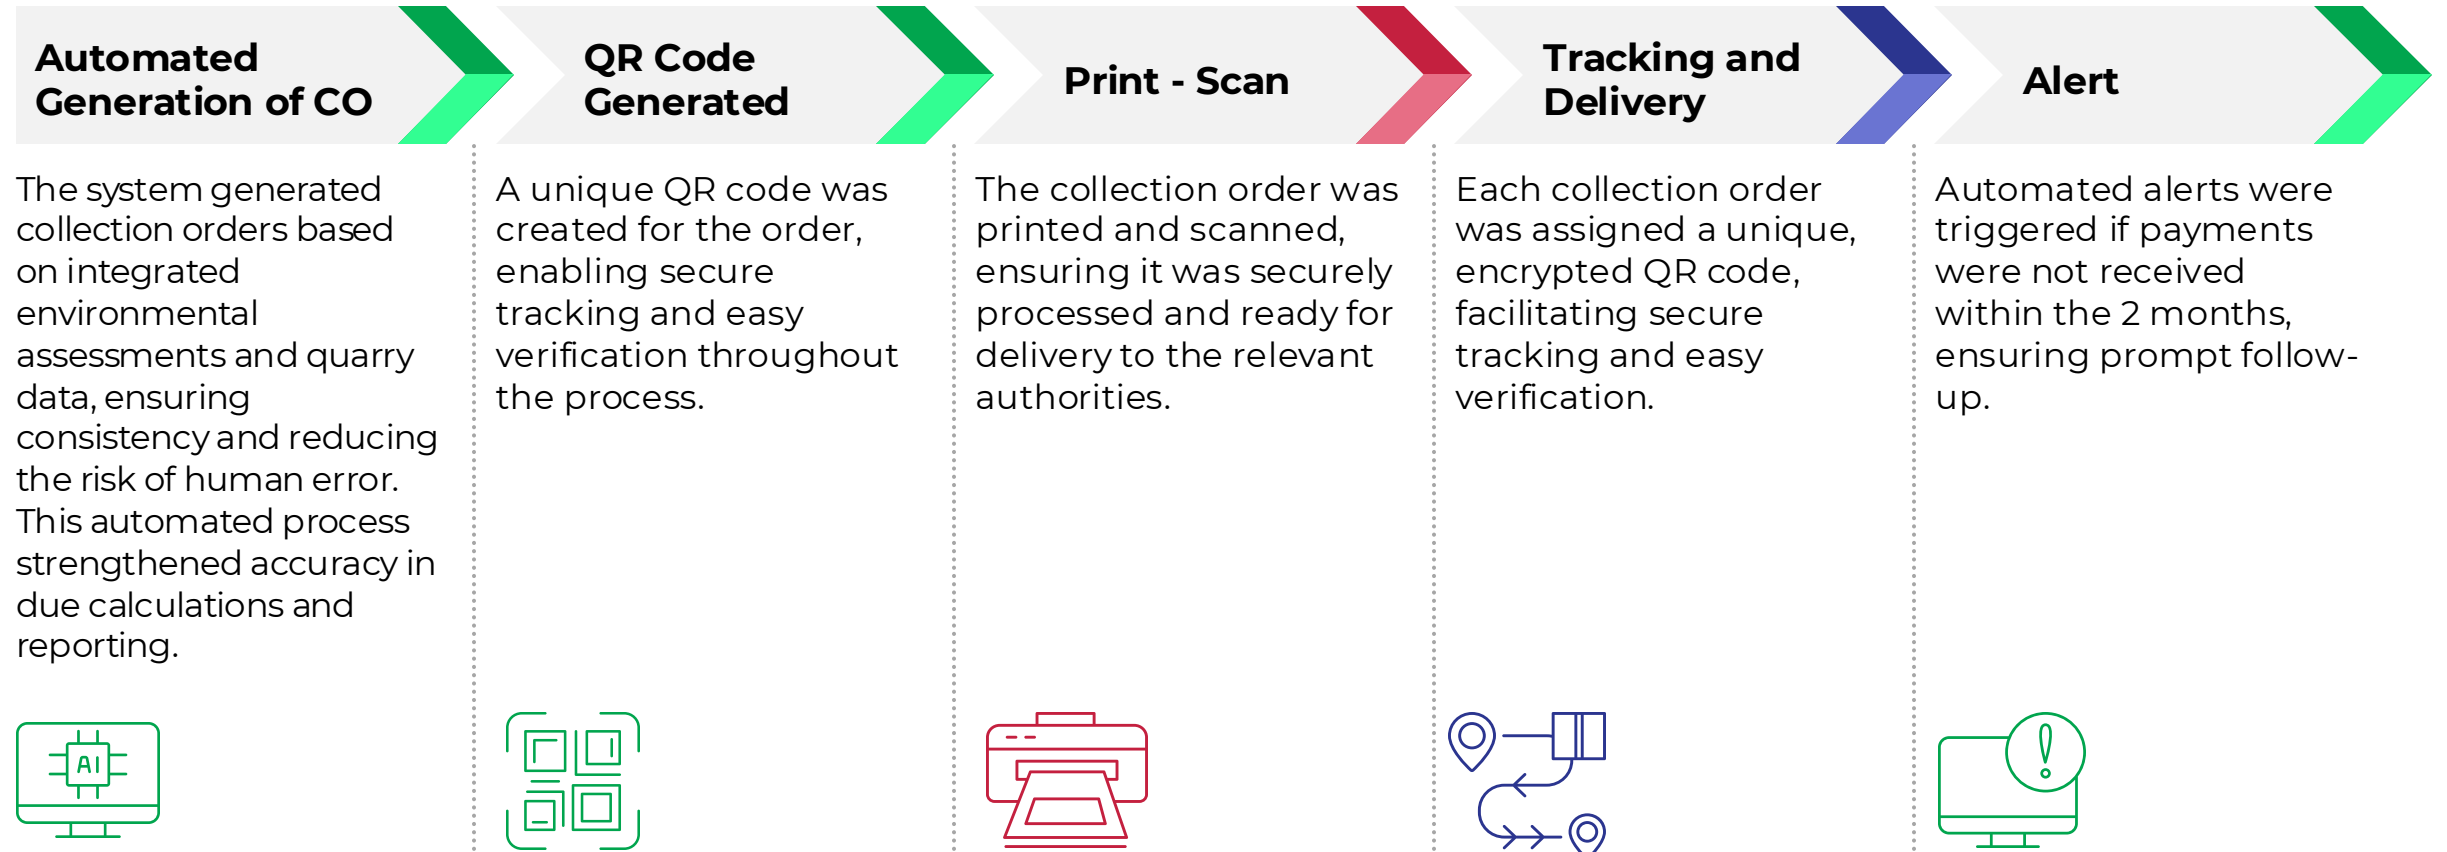 Automated
Generation of CO
QR Code
Generated
Print - Scan
Tracking and
Delivery
Alert
The system generated
collection orders based
on integrated
environmental
assessments and quarry
data, ensuring
consistency and reducing
the risk of human error.
This automated process
strengthened accuracy in
due calculations and
reporting.
A unique QR code was
created for the order,
enabling secure
tracking and easy
verification throughout
the process.
The collection order was
printed and scanned,
ensuring it was securely
processed and ready for
delivery to the relevant
authorities.
Each collection order
was assigned a unique,
encrypted QR code,
facilitating secure
tracking and easy
verification.
Automated alerts were
triggered if payments
were not received
within the 2 months,
ensuring prompt follow-
up.
AI